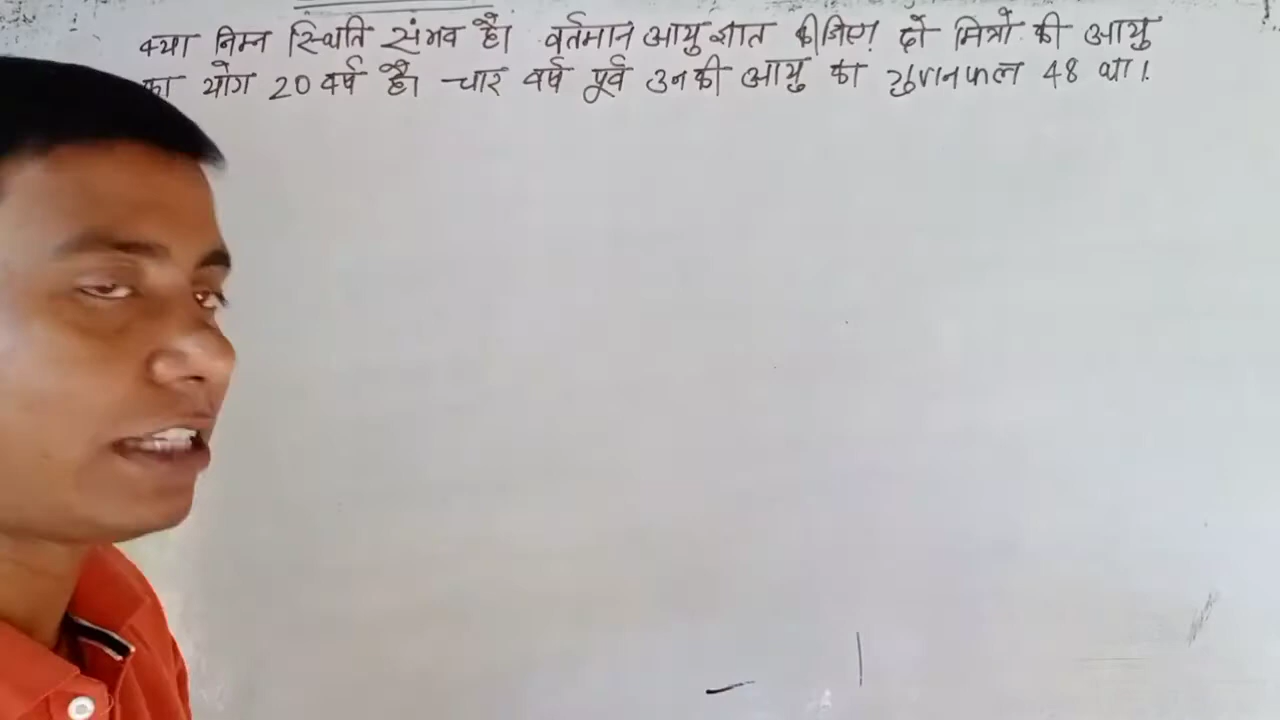 क्या निम्न स्थिति संभव है। वर्तमान आयु ज्ञात कीजिए। दो मित्रों की आयु
का योग 20 वर्ष है। चार वर्ष पूर्व उनकी आयु का गुणनफल 48 था।